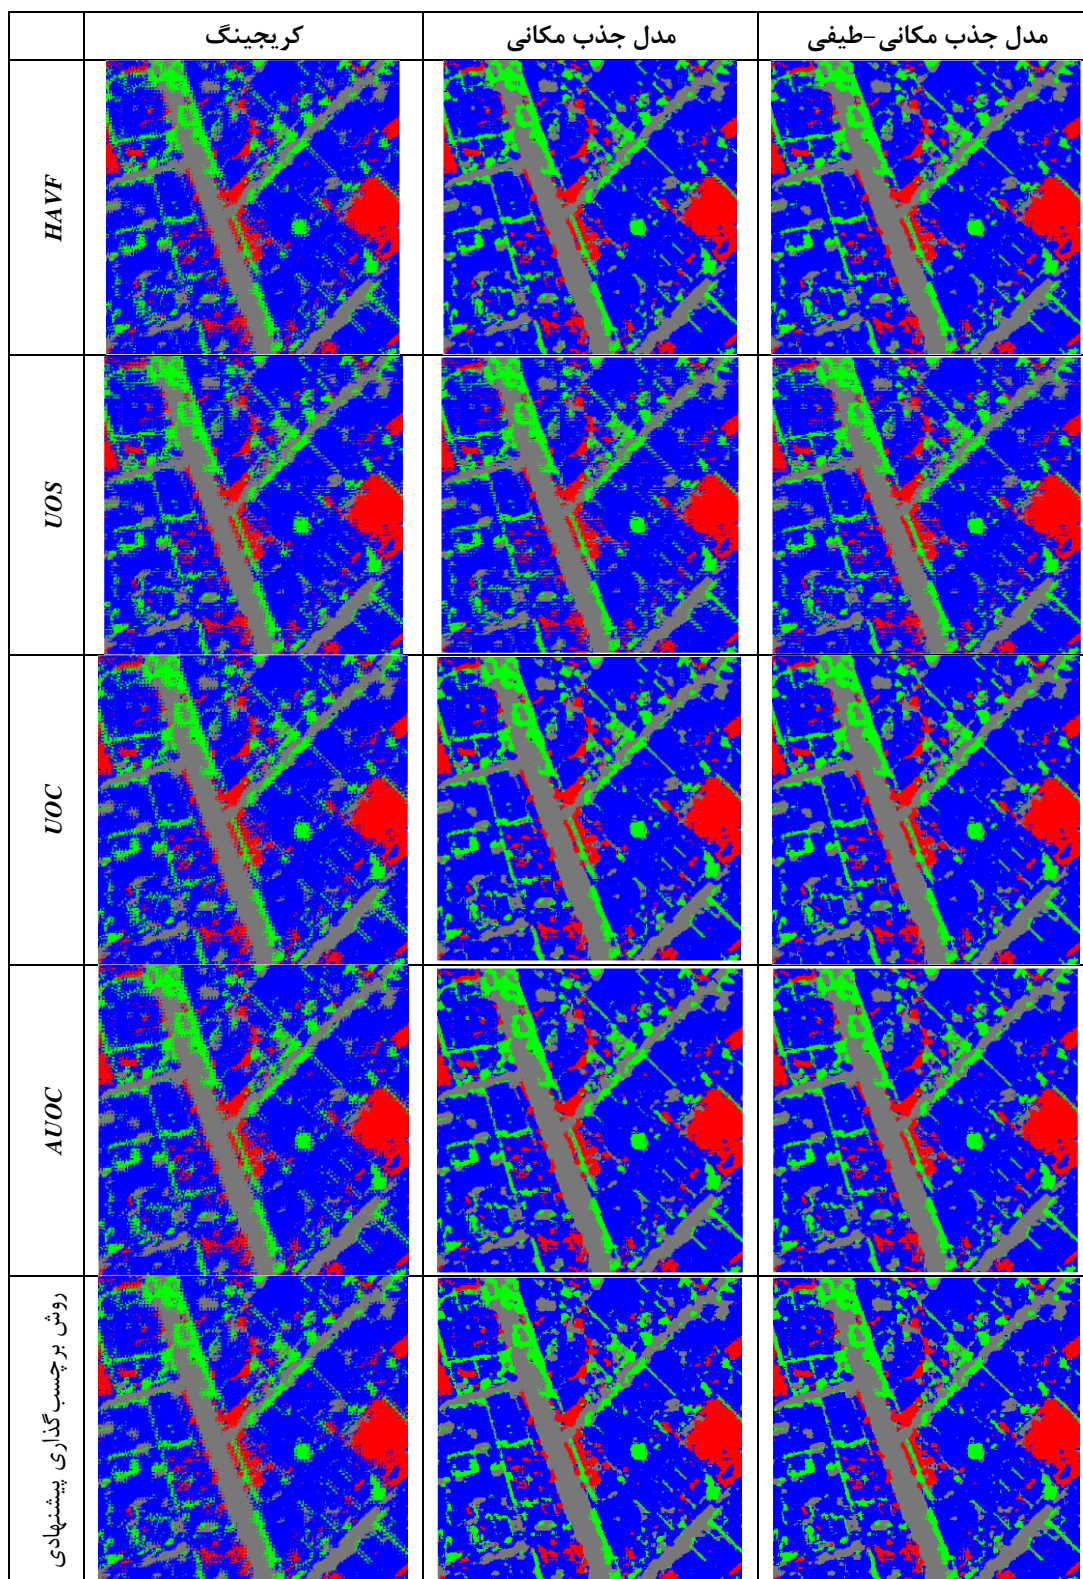 مدل جذب مکانی-طیفی
مدل جذب مکانی
کریجینگ
HAVF
UOS
UOC
AUOC
روش برچسب گذاری پیشنهادی